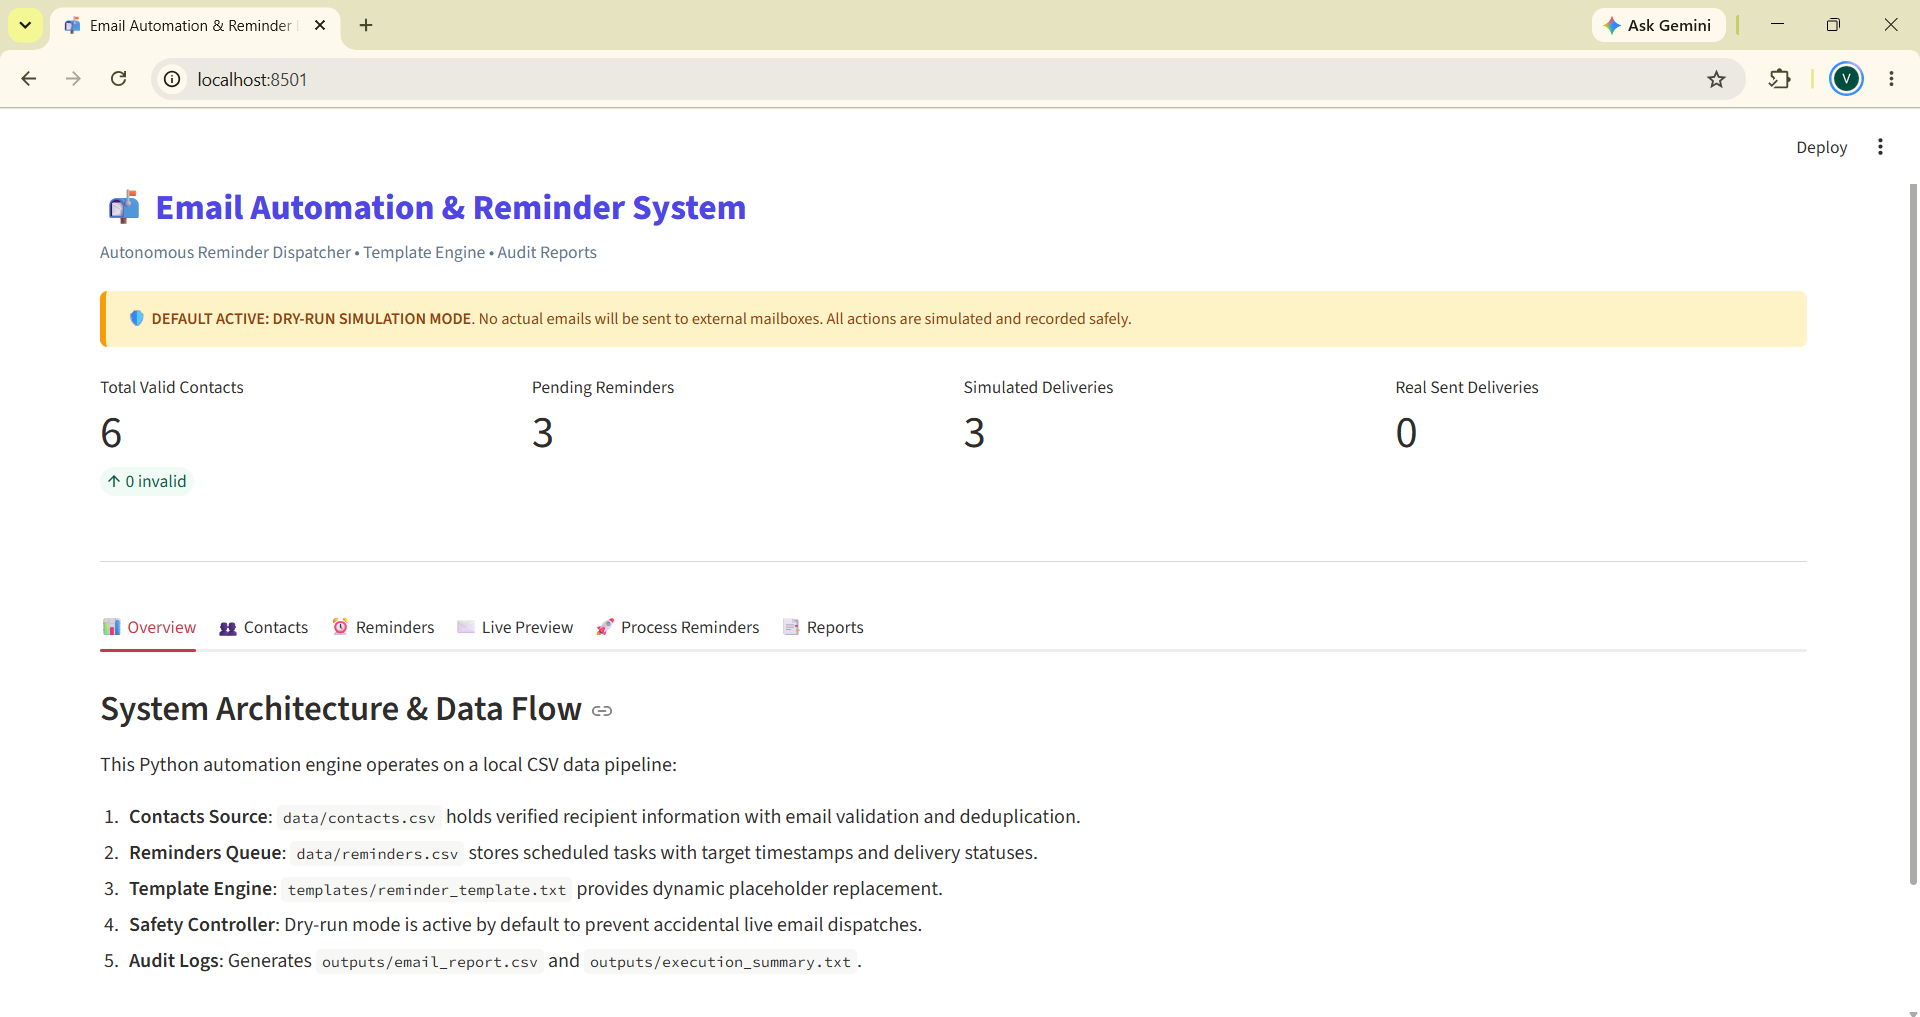 Email Automation & Reminder
Ask Gemini
localhost:8501
V
Deploy
Email Automation & Reminder System
Autonomous Reminder Dispatcher • Template Engine • Audit Reports
DEFAULT ACTIVE: DRY-RUN SIMULATION MODE. No actual emails will be sent to external mailboxes. All actions are simulated and recorded safely.
Total Valid Contacts
6
↑ 0 invalid
Pending Reminders
3
Simulated Deliveries
3
Real Sent Deliveries
0
Overview Contacts Reminders Live Preview Process Reminders Reports
System Architecture & Data Flow
This Python automation engine operates on a local CSV data pipeline:
1. Contacts Source: data/contacts.csv holds verified recipient information with email validation and deduplication.
2. Reminders Queue: data/reminders.csv stores scheduled tasks with target timestamps and delivery statuses.
3. Template Engine: templates/reminder_template.txt provides dynamic placeholder replacement.
4. Safety Controller: Dry-run mode is active by default to prevent accidental live email dispatches.
5. Audit Logs: Generates outputs/email_report.csv and outputs/execution_summary.txt.